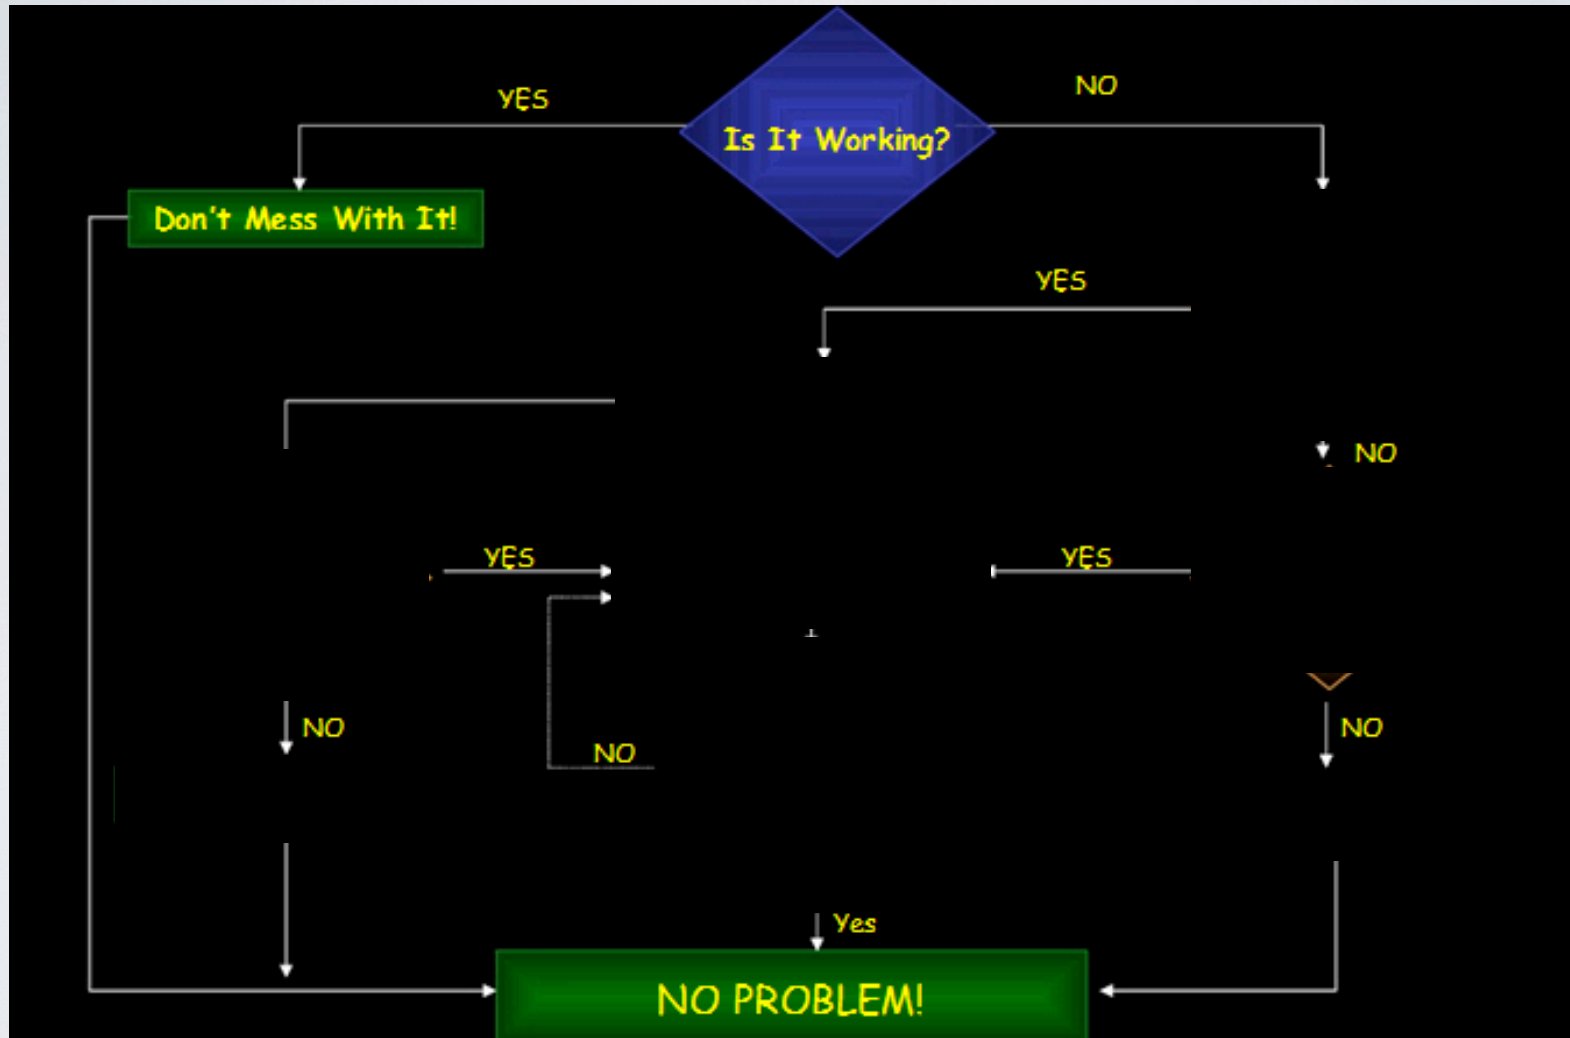 NO
YES
Is It Working?
Don't Mess With It!
YES
NO
YES
YES
NO
NO
NO
Yes
NO PROBLEM!